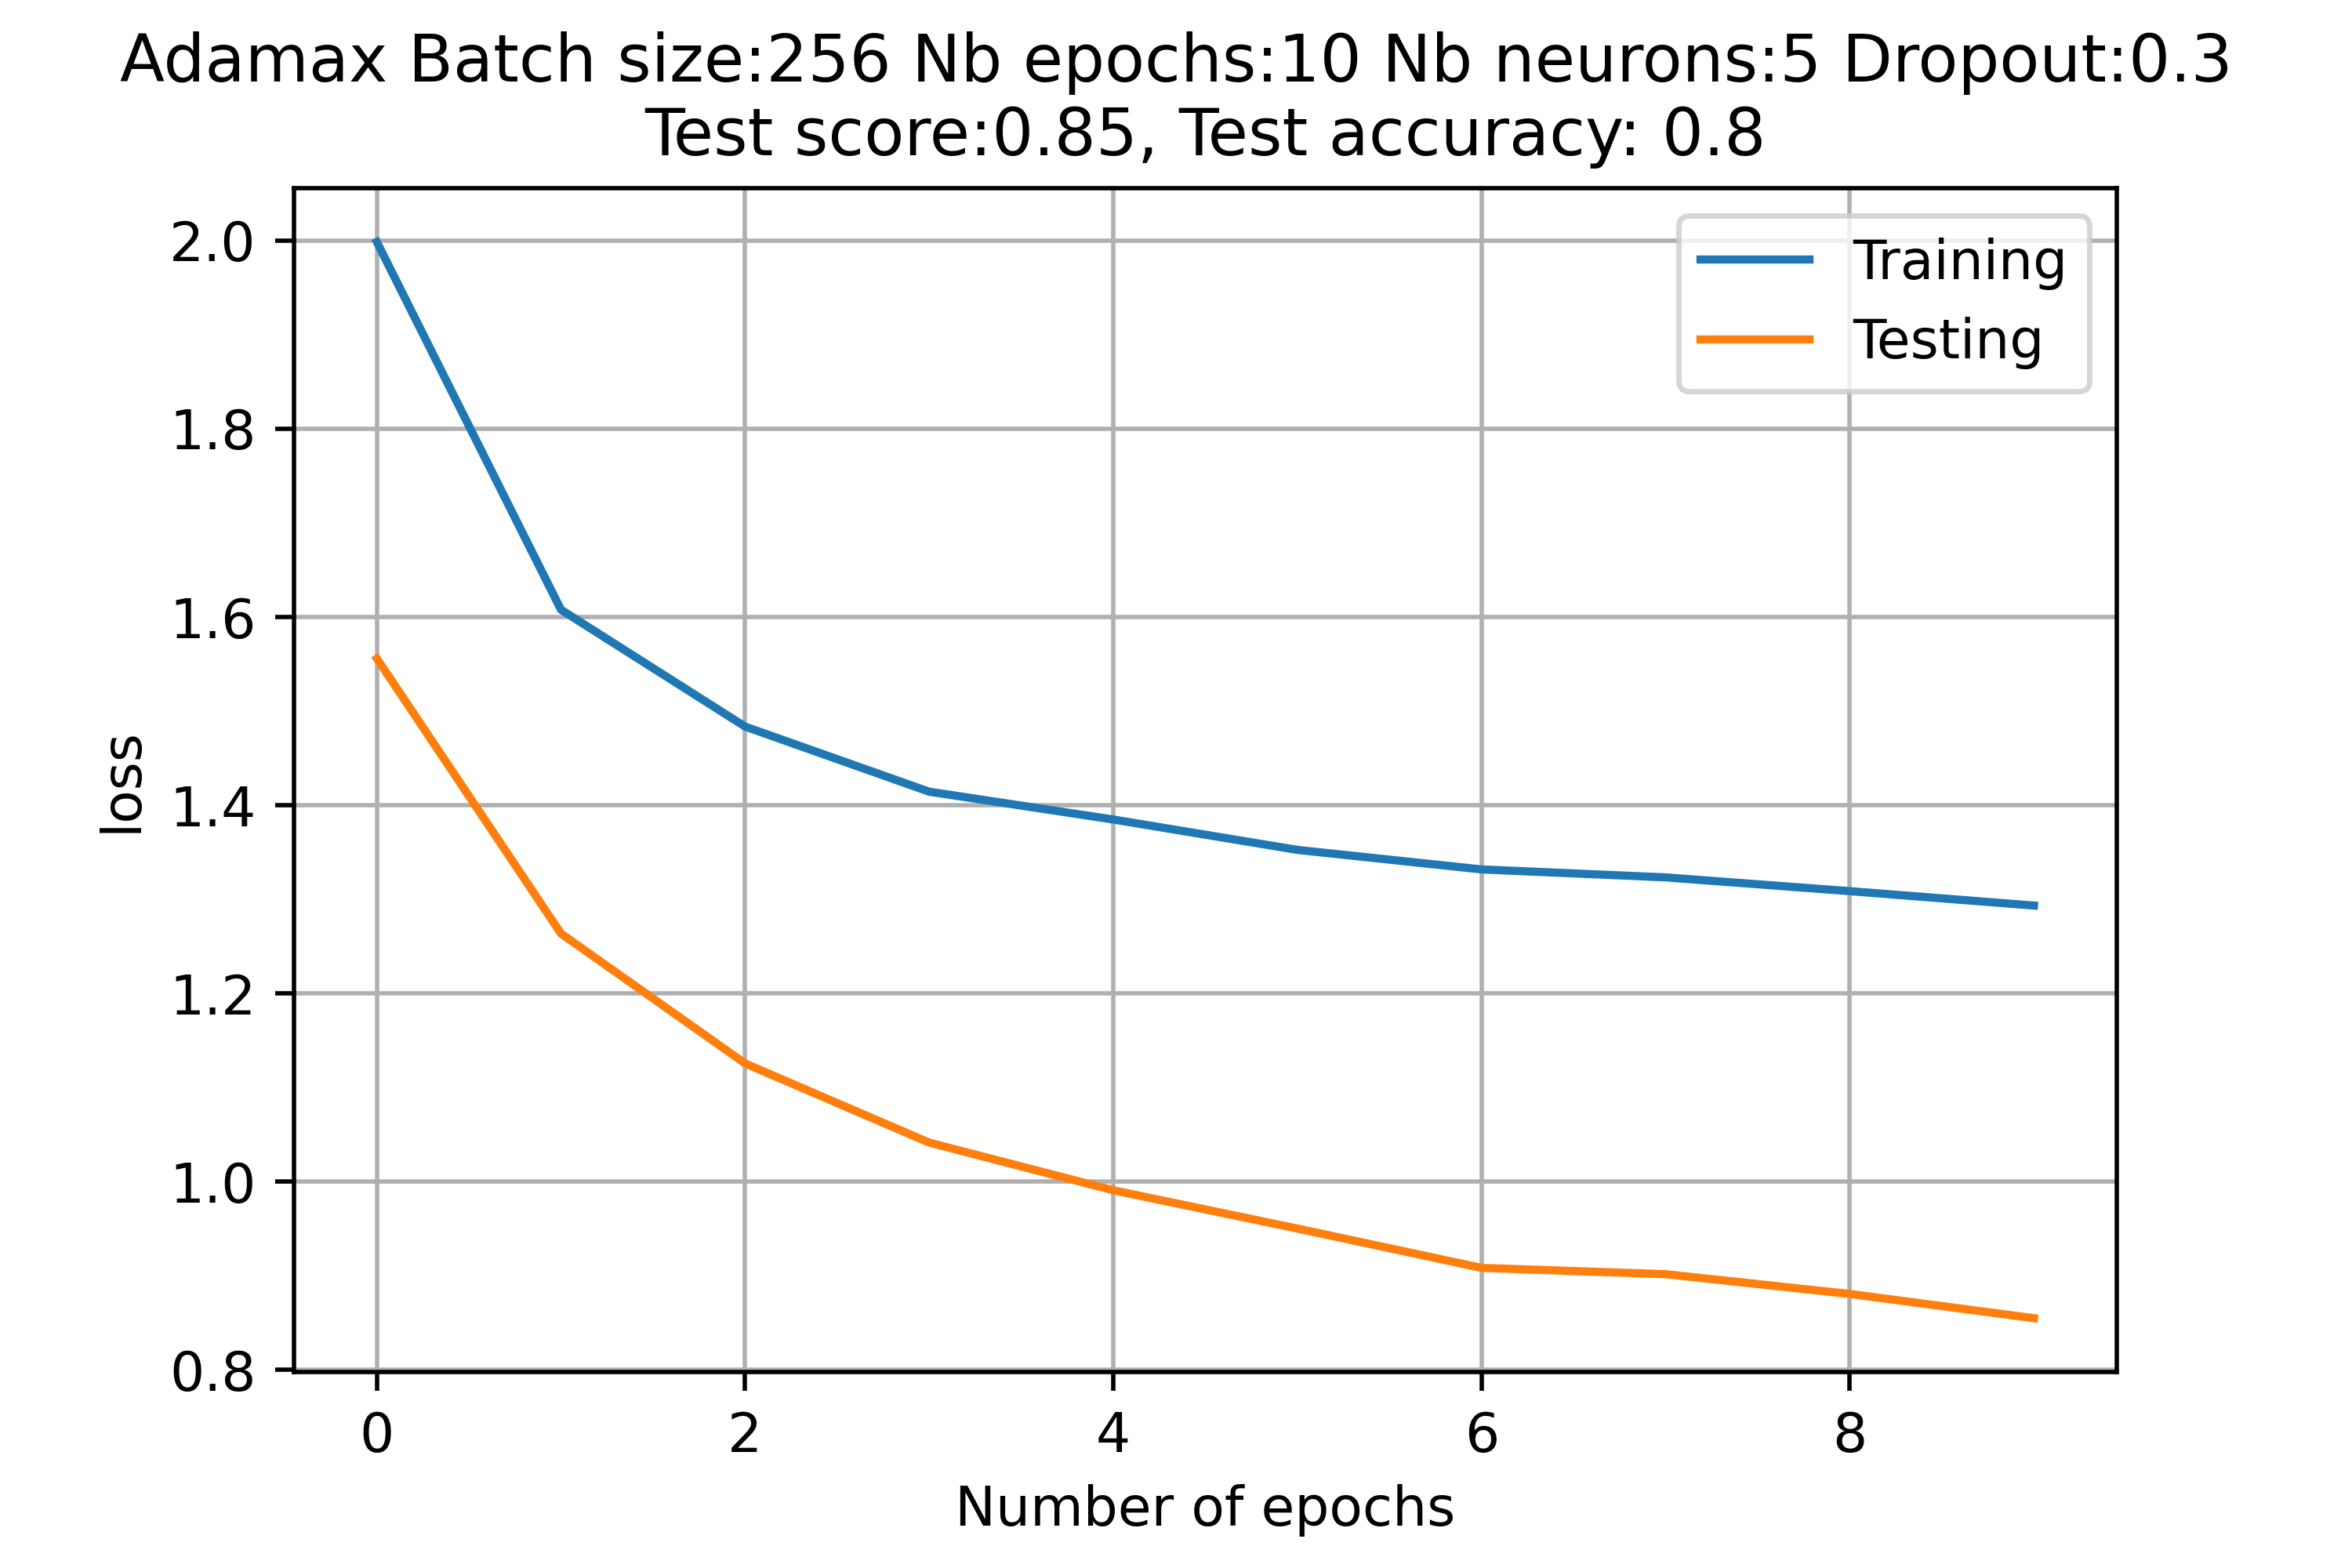 Adamax Batch size:256 Nb epochs:10 Nb neurons:5 Dropout:0.3
Test score:0.85, Test accuracy: 0.8
2.0
1.8
1.6
1.4
1.2
1.0
0.8
loss
Training
Testing
0 2 4 6 8
Number of epochs